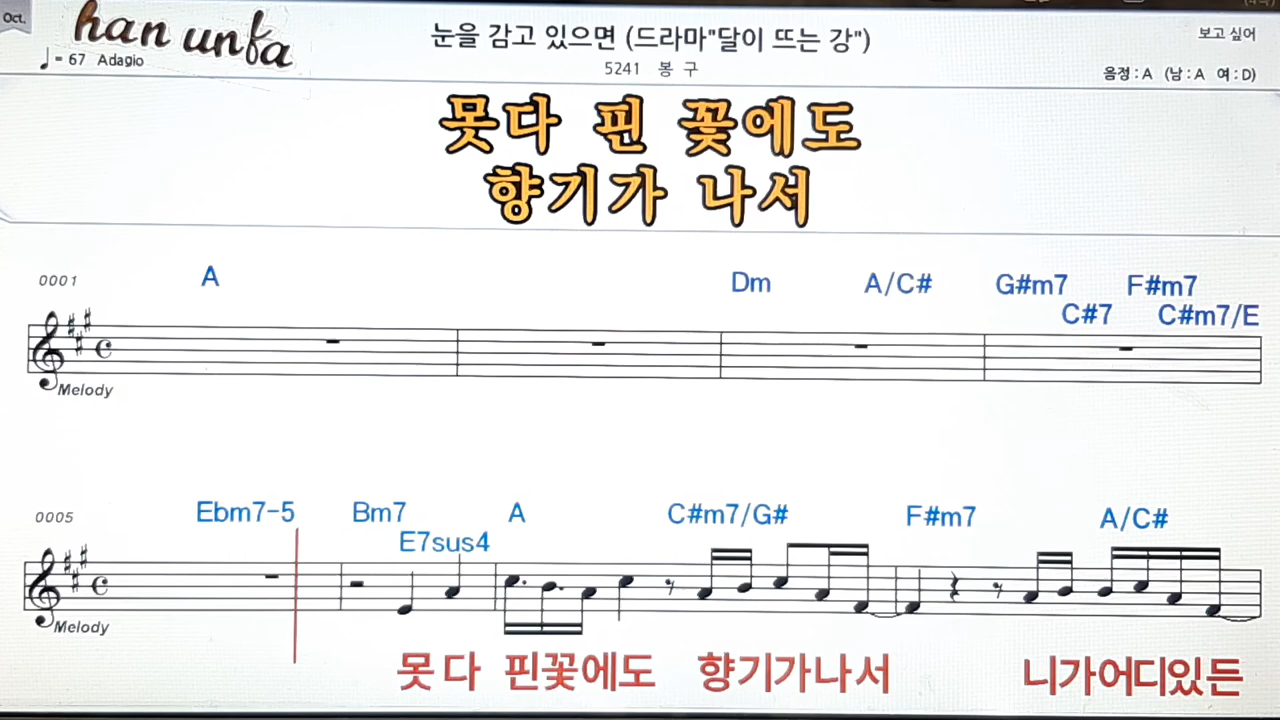 Oct.
han unfa
= 67 Adagio
눈을 감고 있으면 (드라마"달이 뜨는 강")
5241 봉 구
보고 싶어
음정 : A (남 : A 여 : D)
못다 핀 꽃에도
향기가 나서
0001
A Dm A/C# G#m7 F#m7
C#7 C#m7/E
Melody
0005
Ebm7-5 Bm7 A C#m7/G# F#m7 A/C#
E7sus4
Melody
못다 핀꽃에도 향기가나서 니가어디있든